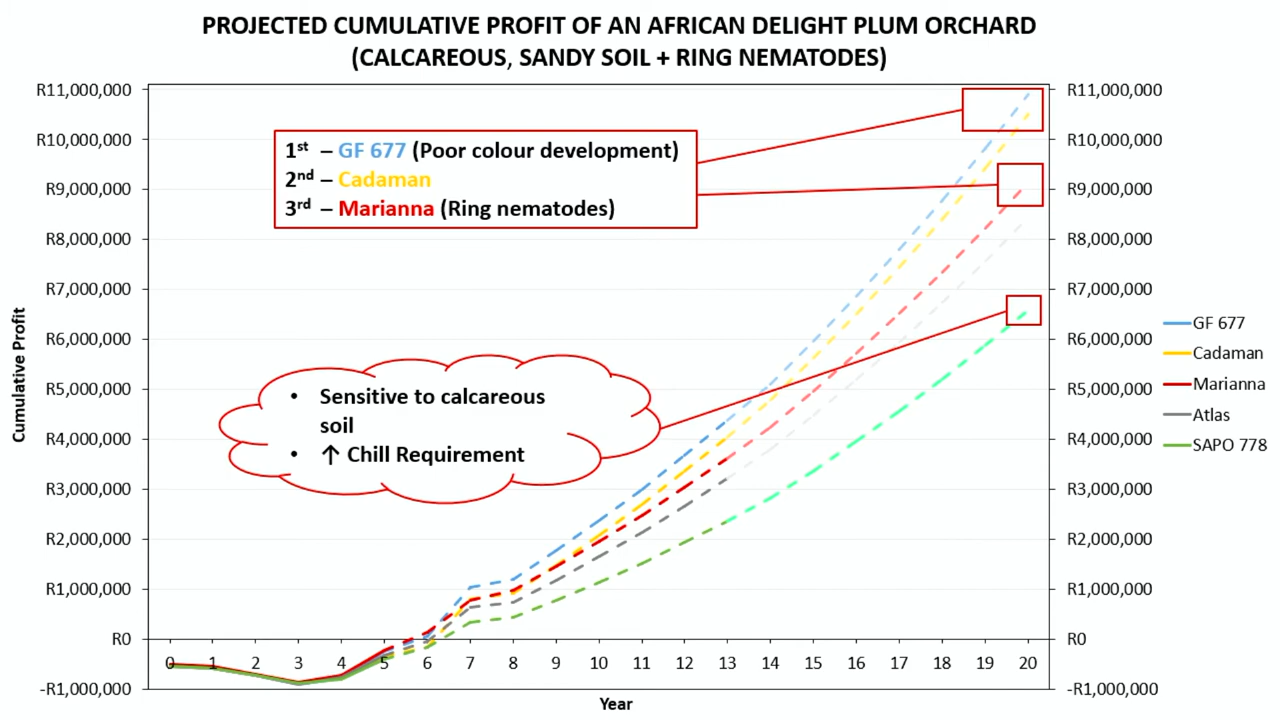 PROJECTED CUMULATIVE PROFIT OF AN AFRICAN DELIGHT PLUM ORCHARD
(CALCAREOUS, SANDY SOIL + RING NEMATODES)
R11,000,000
R10,000,000
R9,000,000
R8,000,000
R7,000,000
R6,000,000
R5,000,000
R4,000,000
R3,000,000
R2,000,000
R1,000,000
R0
-R1,000,000
Cumulative Profit
1st – GF 677 (Poor colour development)
2nd – Cadaman
3rd – Marianna (Ring nematodes)
• Sensitive to calcareous
soil
• ↑ Chill Requirement
0 1 2 3 4 5 6 7 8 9 10 11 12 13 14 15 16 17 18 19 20
Year
R11,000,000
R10,000,000
R9,000,000
R8,000,000
R7,000,000
R6,000,000
R5,000,000
R4,000,000
R3,000,000
R2,000,000
R1,000,000
R0
-R1,000,000
GF 677
Cadaman
Marianna
Atlas
SAPO 778